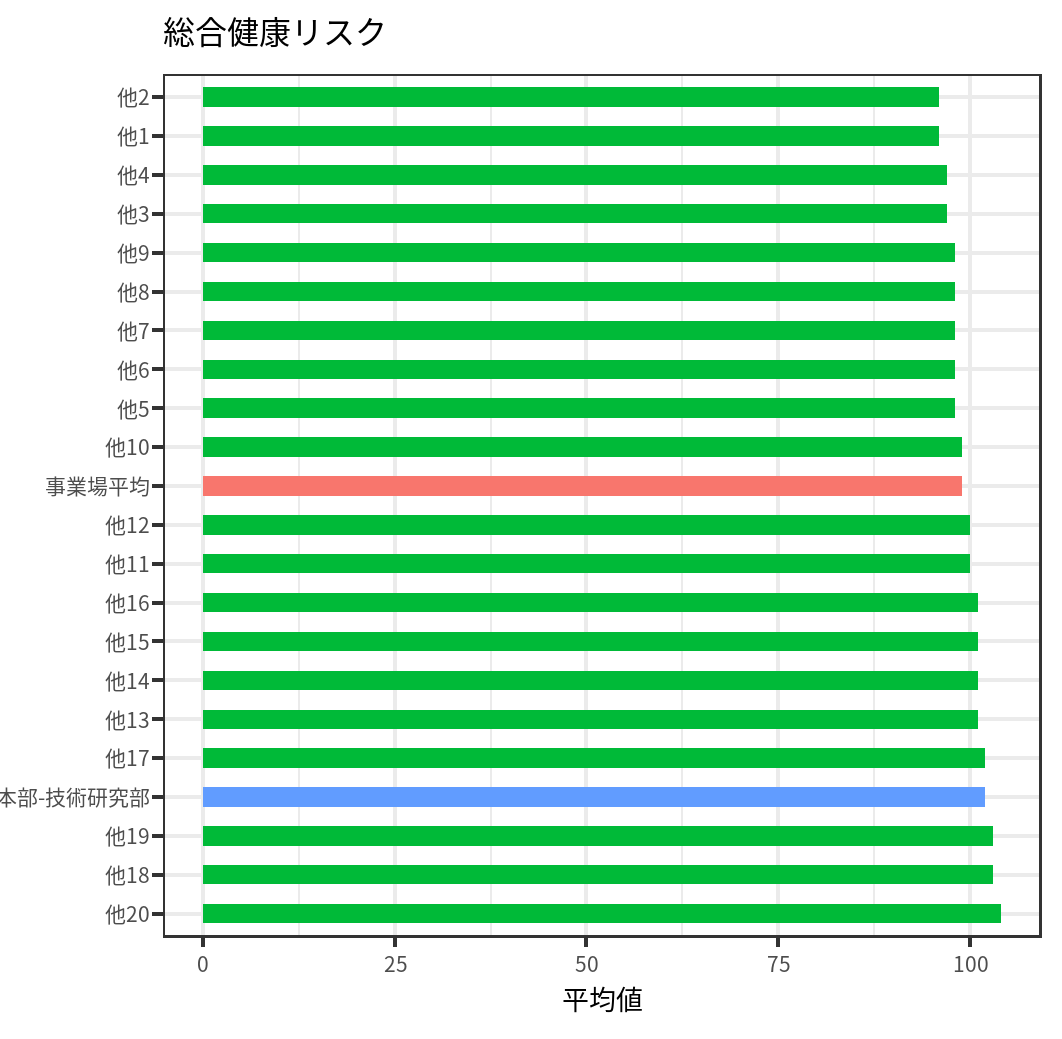 総合健康リスク
他2
他1
他4
他3
他9
他8
他7
他6
他5
他10
事業場平均
他12
他11
他16
他15
他14
他13
他17
本部-技術研究部
他19
他18
他20
0 25 50 75 100
平均値